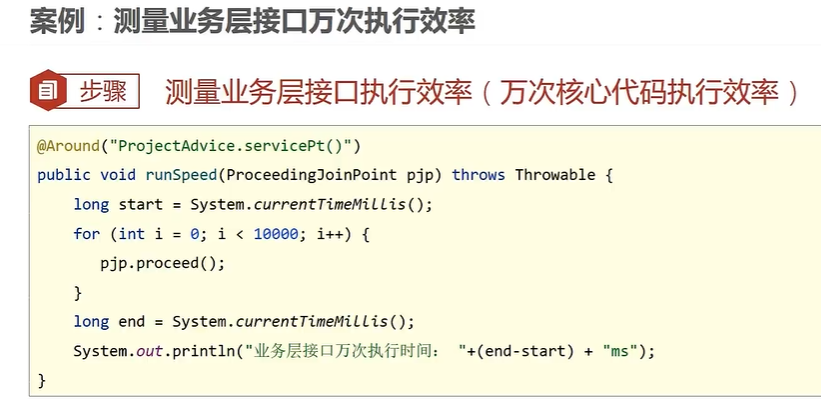 案例：测量业务层接口万次执行效率
步骤 测量业务层接口执行效率（万次核心代码执行效率）
@Around("ProjectAdvice.servicePt()")
public void runSpeed(ProceedingJoinPoint pjp) throws Throwable {
    long start = System.currentTimeMillis();
    for (int i = 0; i < 10000; i++) {
       pjp.proceed();
    }
    long end = System.currentTimeMillis();
    System.out.println("业务层接口万次执行时间： "+(end-start) + "ms");
}